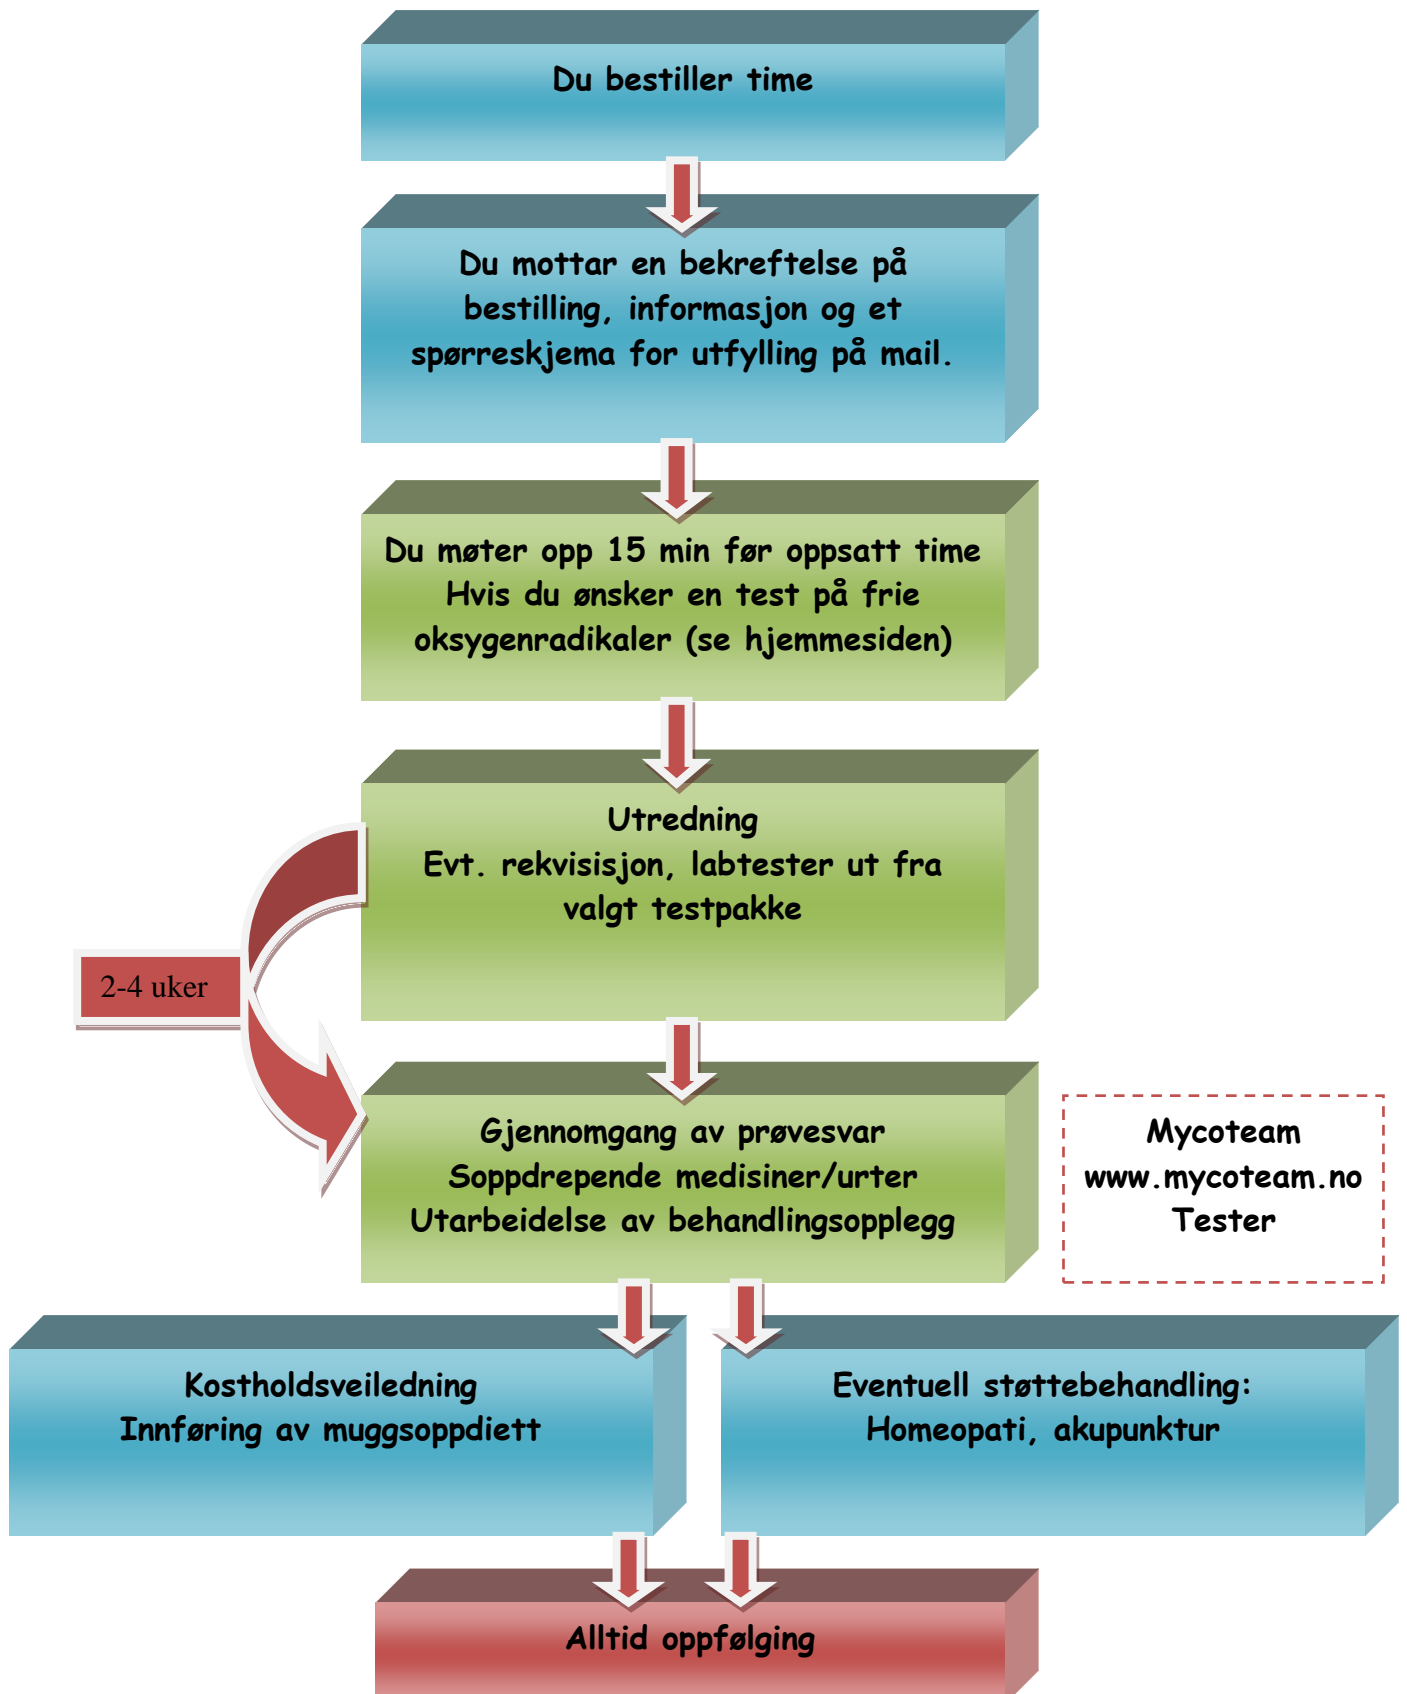 Du bestiller time
Du mottar en bekreftelse på
bestilling, informasjon og et
spørreskjema for utfylling på mail.
Du møter opp 15 min før oppsatt time
Hvis du ønsker en test på frie
oksygenradikaler (se hjemmesiden)
Utredning
Evt. rekvisisjon, labtester ut fra
valgt testpakke
2-4 uker
Gjennomgang av prøvesvar
Soppdrepende medisiner/urter
Utarbeidelse av behandlingsopplegg
Mycoteam
www.mycoteam.no
Tester
Kostholdsveiledning
Innføring av muggsoppdiett
Eventuell støttebehandling:
Homeopati, akupunktur
Alltid oppfølging